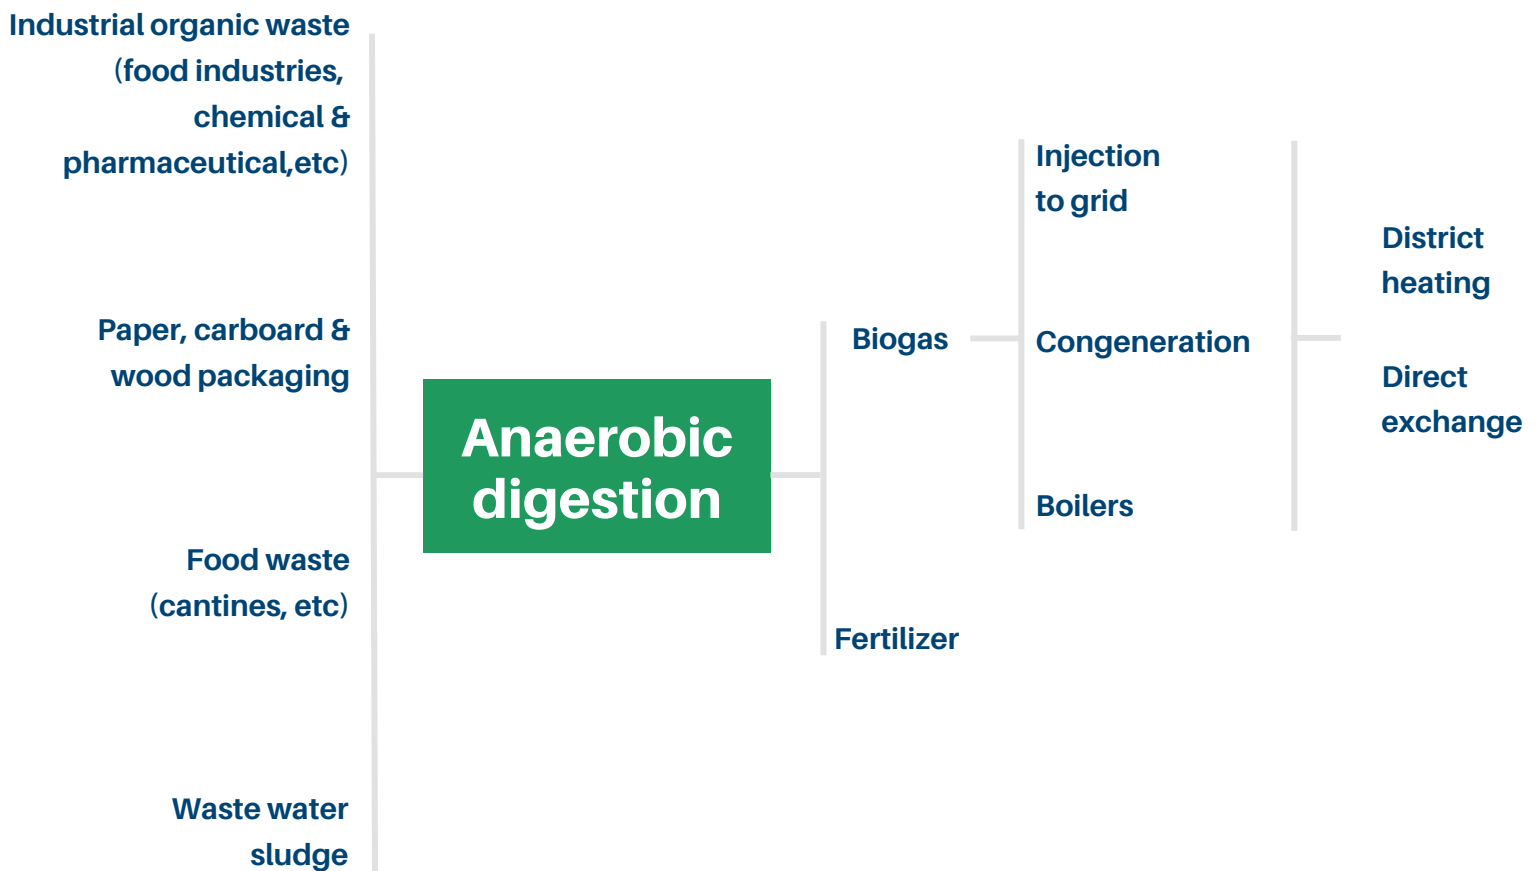 Industrial organic waste
(food industries,
chemical &
pharmaceutical,etc)
Paper, carboard &
wood packaging
Food waste
(cantines, etc)
Waste water
sludge
Anaerobic
digestion
Biogas
Fertilizer
Injection
to grid
Congeneration
Boilers
District
heating
Direct
exchange